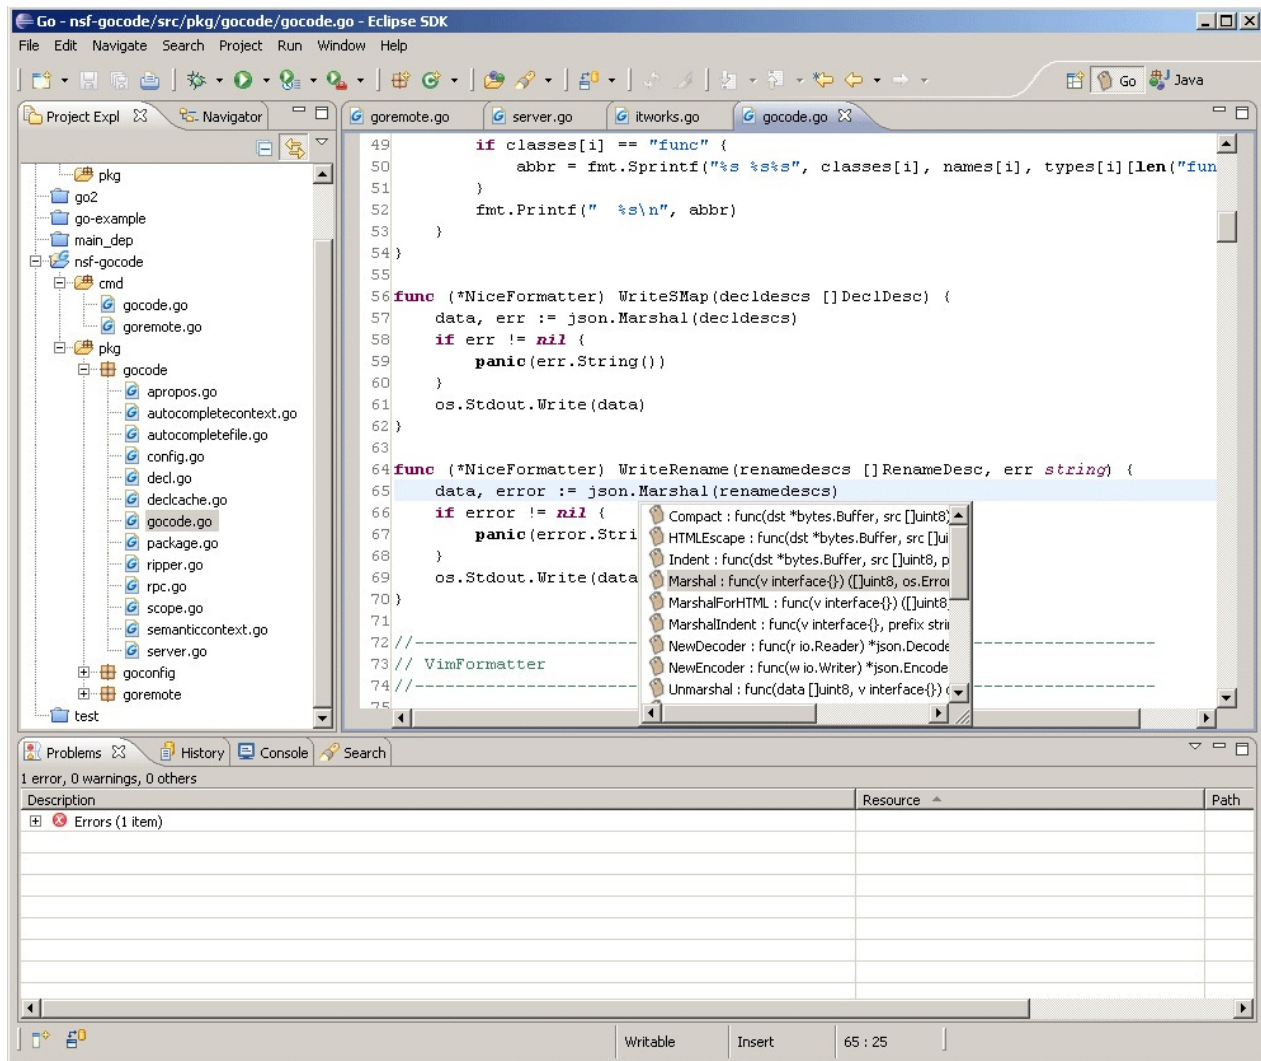 Go - nsf-gocode/src/pkg/gocode/gocode.go - Eclipse SDK
File Edit Navigate Search Project Run Window Help
Go Java
Project Expl Navigator
pkg
go2
go-example
main_dep
nsf-gocode
cmd
gocode.go
goremote.go
pkg
gocode
apropos.go
autocompletecontext.go
autocompletefile.go
config.go
decl.go
declcache.go
gocode.go
package.go
ripper.go
rpc.go
scope.go
semanticcontext.go
server.go
goconfig
goremote
test
goremote.go server.go itworks.go gocode.go
49 if classes[i] == "func" {
50 abbr = fmt.Sprintf("%s %s%s", classes[i], names[i], types[i][len("fun
51 }
52 fmt.Printf("  %s\n", abbr)
53 }
54 }
55
56 func (*NiceFormatter) WriteSMap(decldescs []DeclDesc) {
57 data, err := json.Marshal(decldescs)
58 if err != nil {
59 panic(err.String())
60 }
61 os.Stdout.Write(data)
62 }
63
64 func (*NiceFormatter) WriteRename(renamedescs []RenameDesc, err string) {
65 data, error := json.Marshal(renamedescs)
66 if error != nil {
67 panic(error.Stri
68 }
69 os.Stdout.Write(data
70 }
71
72 //----------------------------------------------------------------
73 // VimFormatter
74 //----------------------------------------------------------------
75
Compact : func(dst *bytes.Buffer, src []uint8)
HTMLEscape : func(dst *bytes.Buffer, src []ui
Indent : func(dst *bytes.Buffer, src []uint8, p
Marshal : func(v interface{}) ([]uint8, os.Error
MarshalForHTML : func(v interface{}) ([]uint8,
MarshalIndent : func(v interface{}, prefix stri
NewDecoder : func(r io.Reader) *json.Decode
NewEncoder : func(w io.Writer) *json.Encode
Unmarshal : func(data []uint8, v interface{})
Problems History Console Search
1 error, 0 warnings, 0 others
Description Resource Path
Errors (1 item)
Writable Insert 65 : 25